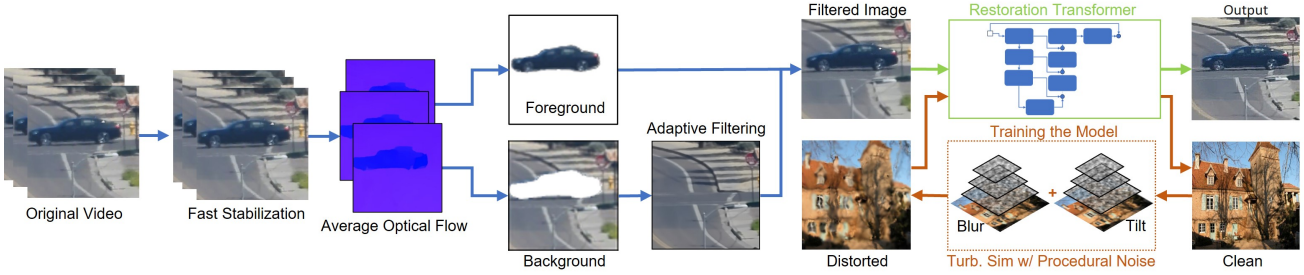 Original Video
Fast Stabilization
Average Optical Flow
Foreground
Background
Adaptive Filtering
Filtered Image
Restoration Transformer
Output
Training the Model
Distorted
Blur
+
Tilt
Turb. Sim w/ Procedural Noise
Clean